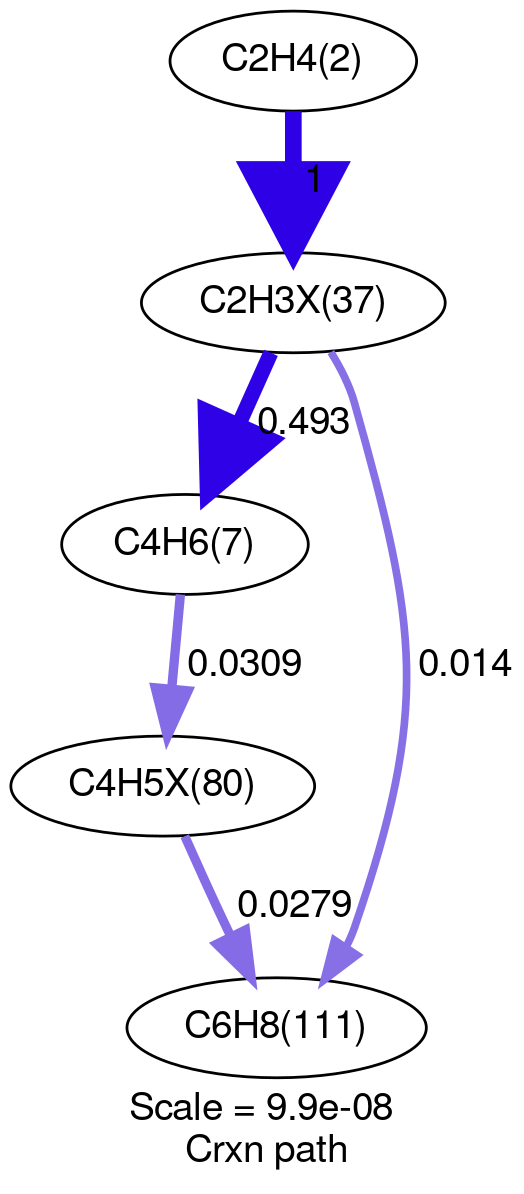 C2H4(2)
1
C2H3X(37)
0.493
C4H6(7)
0.0309
0.014
C4H5X(80)
0.0279
C6H8(111)
Scale = 9.9e-08
Crxn path